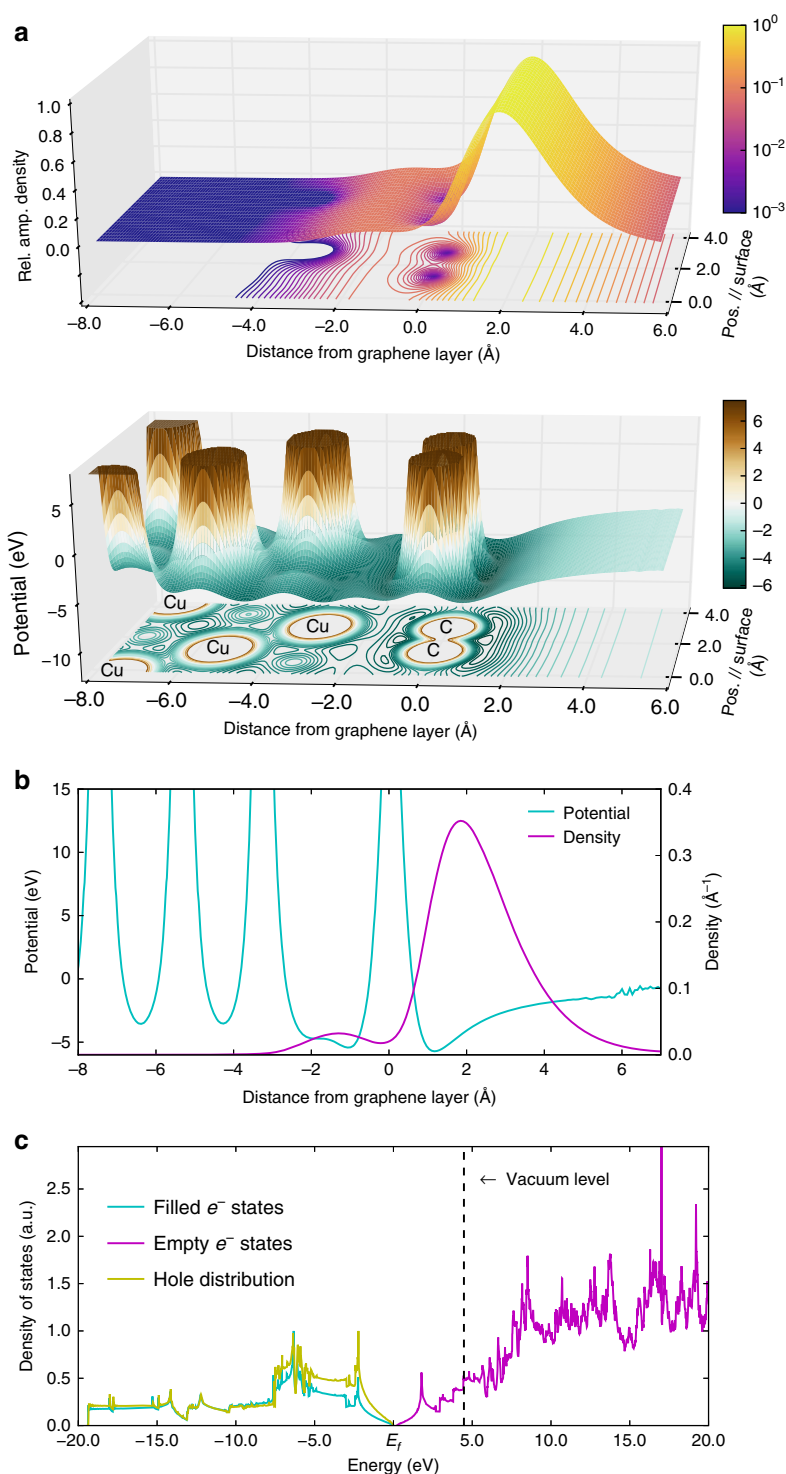 a
10⁰
10⁻¹
10⁻²
10⁻³
1.0
0.8
0.6
0.4
0.2
0.0
Rel. amp. density
4.0
2.0
0.0
Pos. // surface
(Å)
−8.0 −6.0 −4.0 −2.0 0.0 2.0 4.0 6.0
Distance from graphene layer (Å)
6
4
2
0
−2
−4
−6
5
0
−5
−10
Potential (eV)
Cu
Cu
Cu
Cu
C
C
4.0
2.0
0.0
Pos. // surface
(Å)
−8.0 −6.0 −4.0 −2.0 0.0 2.0 4.0 6.0
Distance from graphene layer (Å)
b
15
10
5
0
−5
Potential (eV)
Potential
Density
0.4
0.3
0.2
0.1
0.0
Density (Å⁻¹)
−8 −6 −4 −2 0 2 4 6
Distance from graphene layer (Å)
c
2.5
2.0
1.5
1.0
0.5
0.0
Density of states (a.u.)
← Vacuum level
Filled e⁻ states
Empty e⁻ states
Hole distribution
−20.0 −15.0 −10.0 −5.0 E_f 5.0 10.0 15.0 20.0
Energy (eV)